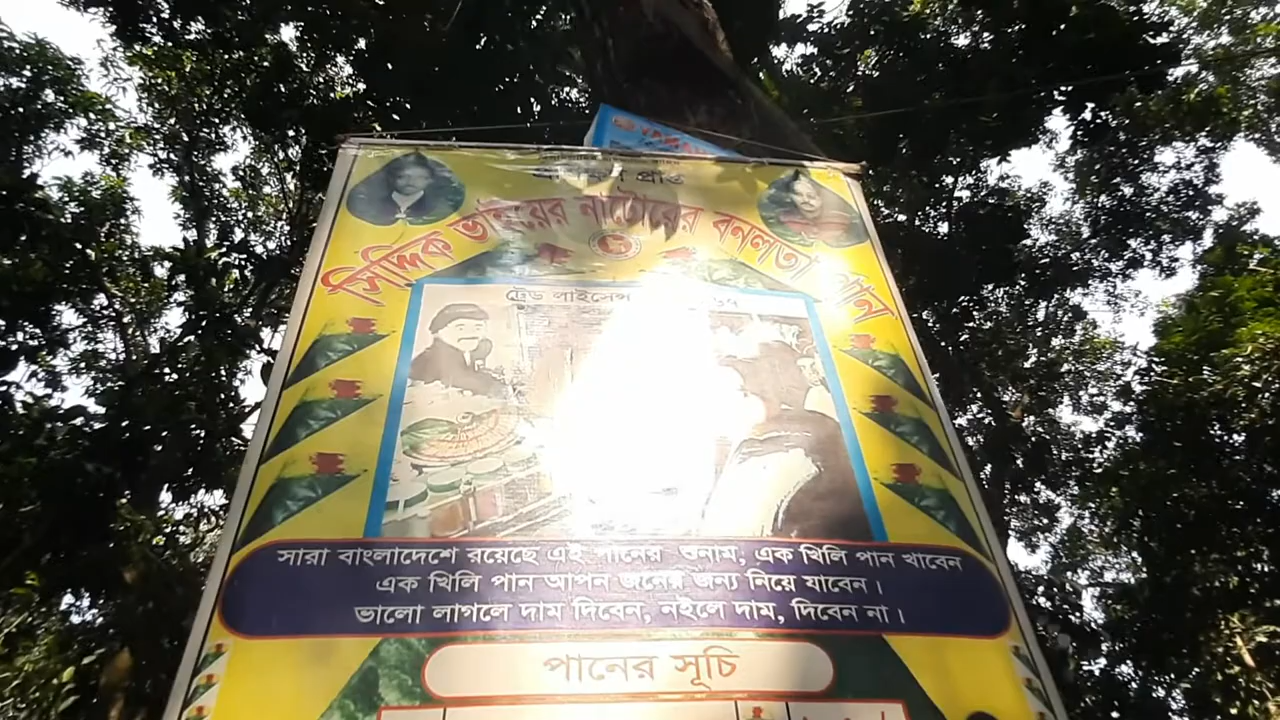 প্রাপ্ত
সিদ্দিক ভাইয়ের নাটোরের বনলতা পান
ট্রেড লাইসেন্স
সারা বাংলাদেশে রয়েছে এই পানের শুনাম, এক খিলি পান খাবেন
এক খিলি পান আপন জনের জন্য নিয়ে যাবেন।
ভালো লাগলে দাম দিবেন, নইলে দাম, দিবেন না।
পানের সূচি